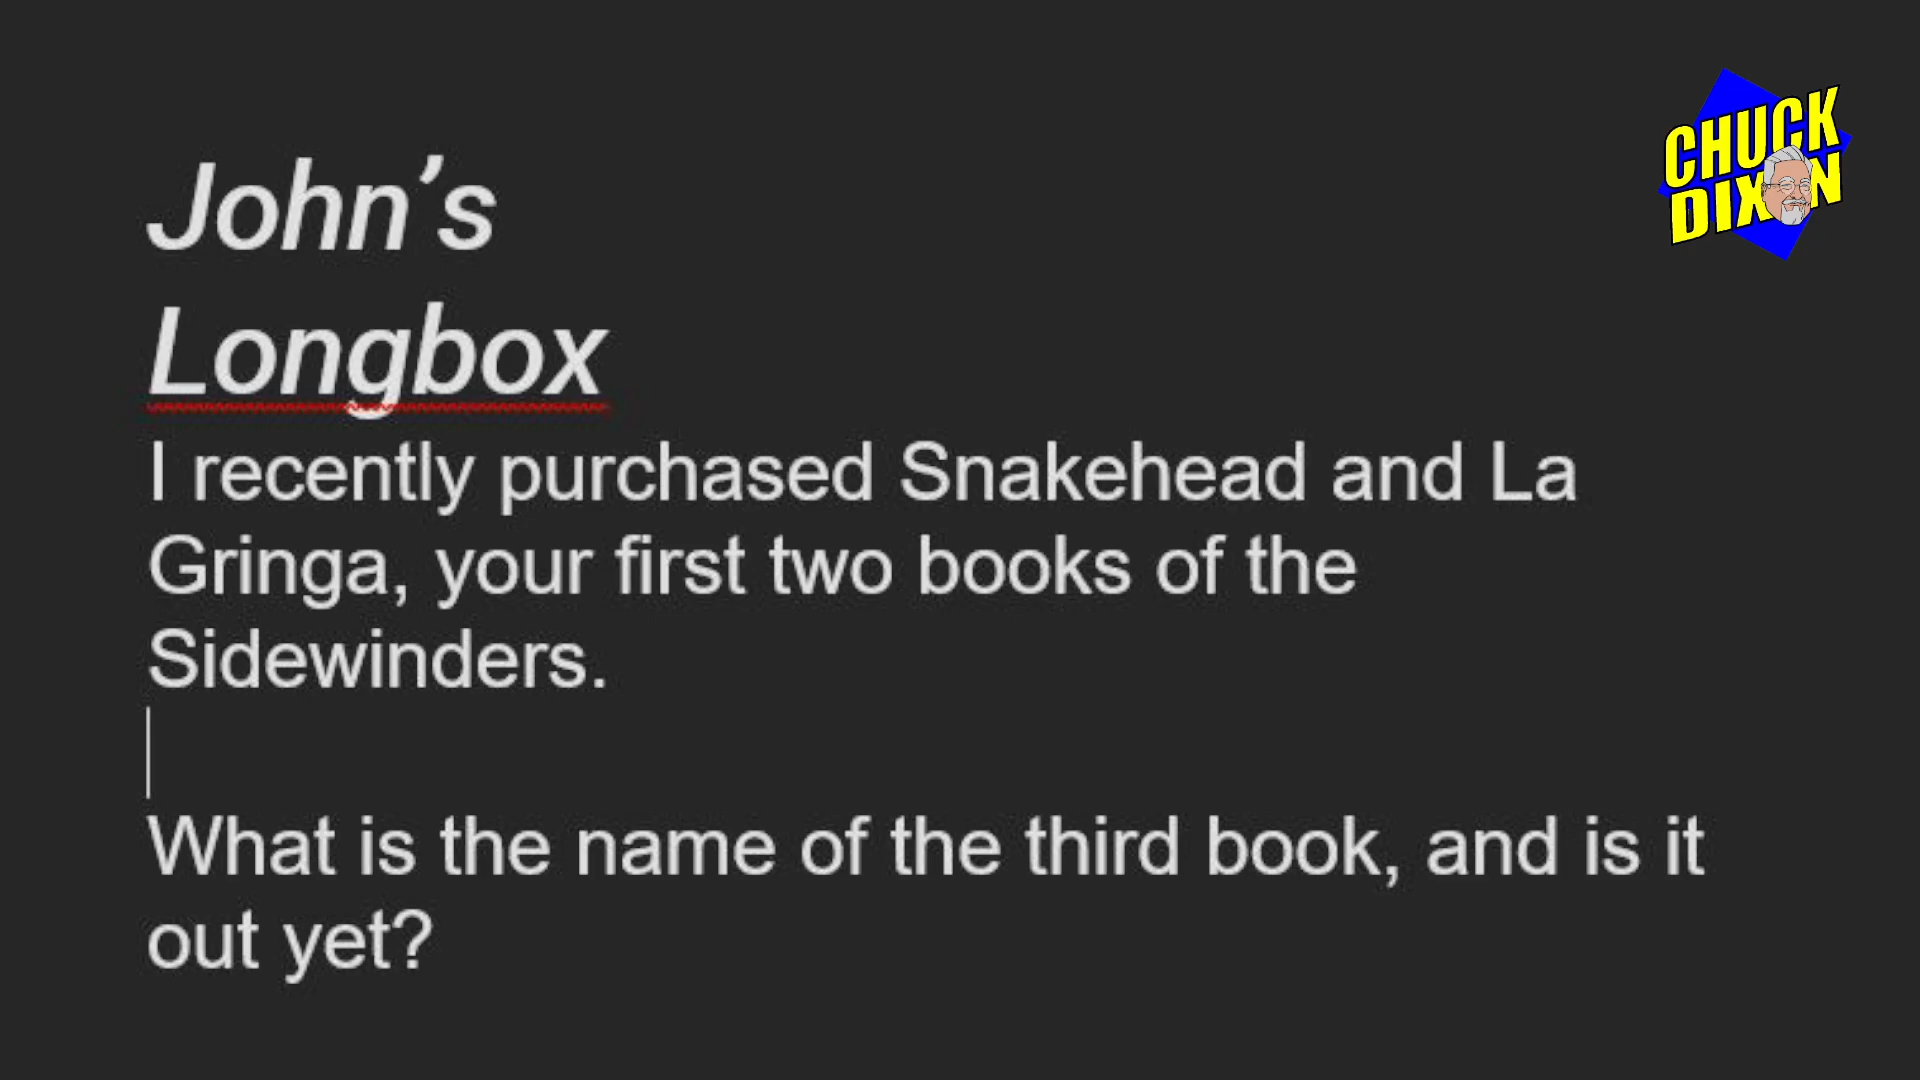 CHUCK
DIXON
John’s
Longbox
I recently purchased Snakehead and La
Gringa, your first two books of the
Sidewinders.
What is the name of the third book, and is it
out yet?